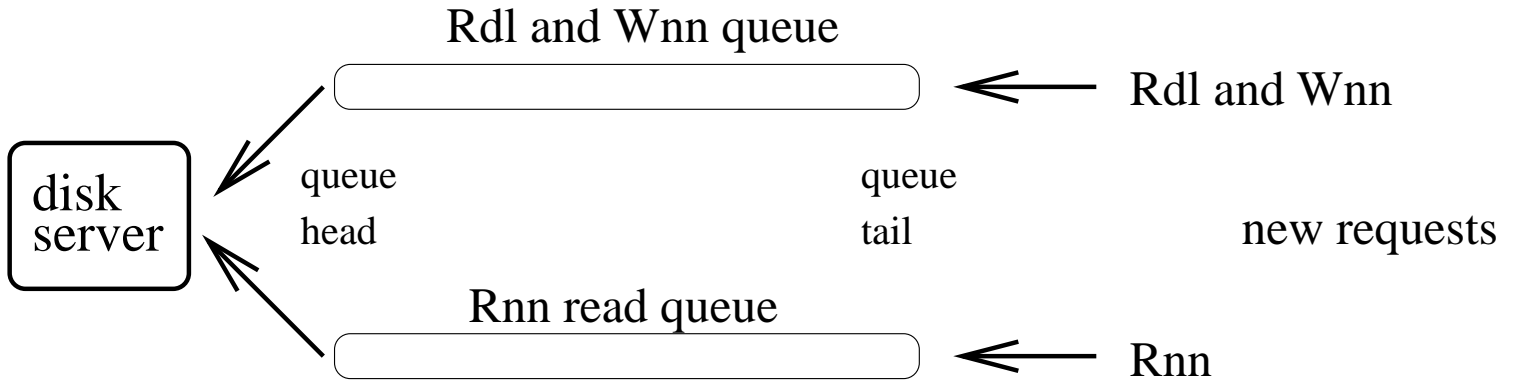 Rdl and Wnn queue
Rdl and Wnn
disk
server
queue
head
queue
tail
new requests
Rnn read queue
Rnn